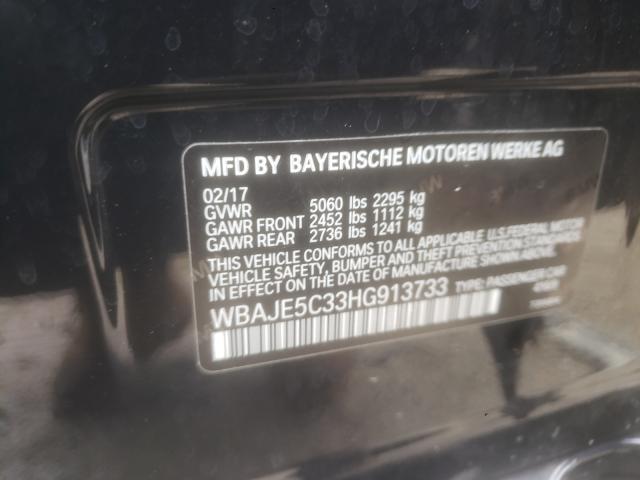 MFD BY BAYERISCHE MOTOREN WERKE AG
02/17
GVWR 5060 lbs 2295 kg
GAWR FRONT 2452 lbs 1112 kg
GAWR REAR 2736 lbs 1241 kg
THIS VEHICLE CONFORMS TO ALL APPLICABLE U.S.FEDERAL MOTOR
VEHICLE SAFETY, BUMPER AND THEFT PREVENTION STANDARDS
IN EFFECT ON THE DATE OF MANUFACTURE SHOWN ABOVE.
WBAJE5C33HG913733 TYPE: PASSENGER CAR